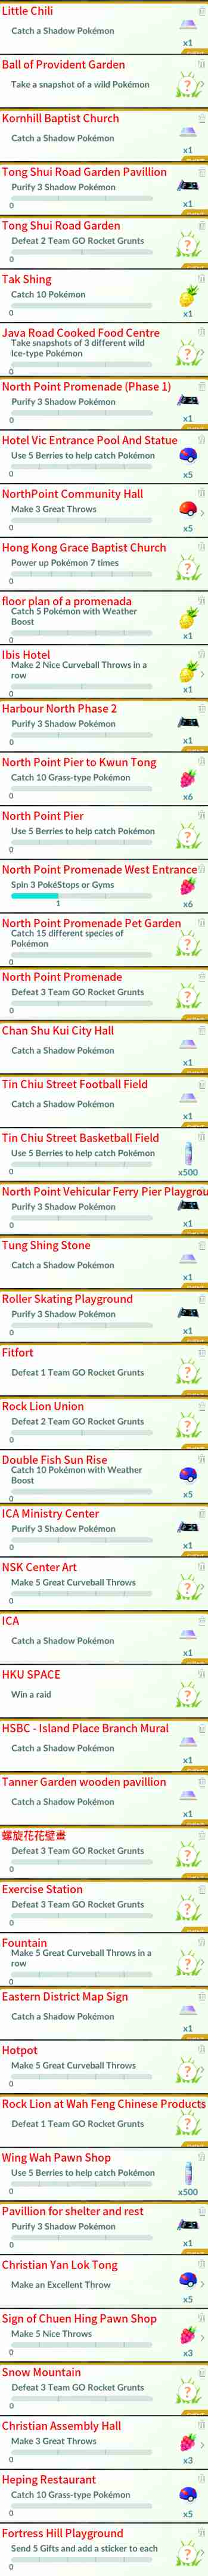 Little Chili
Catch a Shadow Pokémon
x1
Ball of Provident Garden
Take a snapshot of a wild Pokémon
?
Kornhill Baptist Church
Catch a Shadow Pokémon
x1
Tong Shui Road Garden Pavillion
Purify 3 Shadow Pokémon
0
x1
Tong Shui Road Garden
Defeat 2 Team GO Rocket Grunts
0
?
Tak Shing
Catch 10 Pokémon
0
x1
Java Road Cooked Food Centre
Take snapshots of 3 different wild
Ice-type Pokémon
0
?
North Point Promenade (Phase 1)
Purify 3 Shadow Pokémon
0
x1
Hotel Vic Entrance Pool And Statue
Use 5 Berries to help catch Pokémon
0
x5
NorthPoint Community Hall
Make 3 Great Throws
0
x5
Hong Kong Grace Baptist Church
Power up Pokémon 7 times
0
?
floor plan of a promenada
Catch 5 Pokémon with Weather
Boost
0
x1
Ibis Hotel
Make 2 Nice Curveball Throws in a
row
0
x1
Harbour North Phase 2
Purify 3 Shadow Pokémon
0
x1
North Point Pier to Kwun Tong
Catch 10 Grass-type Pokémon
0
x6
North Point Pier
Use 5 Berries to help catch Pokémon
0
?
North Point Promenade West Entrance
Spin 3 PokéStops or Gyms
1
x6
North Point Promenade Pet Garden
Catch 15 different species of
Pokémon
0
?
North Point Promenade
Defeat 3 Team GO Rocket Grunts
0
?
Chan Shu Kui City Hall
Catch a Shadow Pokémon
x1
Tin Chiu Street Football Field
Catch a Shadow Pokémon
x1
Tin Chiu Street Basketball Field
Use 5 Berries to help catch Pokémon
0
x500
North Point Vehicular Ferry Pier Playgrou
Purify 3 Shadow Pokémon
0
x1
Tung Shing Stone
Catch a Shadow Pokémon
x1
Roller Skating Playground
Purify 3 Shadow Pokémon
0
x1
Fitfort
Defeat 1 Team GO Rocket Grunts
?
Rock Lion Union
Defeat 2 Team GO Rocket Grunts
0
?
Double Fish Sun Rise
Catch 10 Pokémon with Weather
Boost
0
x5
ICA Ministry Center
Purify 3 Shadow Pokémon
0
x1
NSK Center Art
Make 5 Great Curveball Throws
0
?
ICA
Catch a Shadow Pokémon
x1
HKU SPACE
Win a raid
?
HSBC - Island Place Branch Mural
Catch a Shadow Pokémon
x1
Tanner Garden wooden pavillion
Catch a Shadow Pokémon
x1
螺旋花花壁畫
Defeat 3 Team GO Rocket Grunts
0
?
Exercise Station
Defeat 3 Team GO Rocket Grunts
0
?
Fountain
Make 5 Great Curveball Throws in a
row
0
?
Eastern District Map Sign
Catch a Shadow Pokémon
x1
Hotpot
Make 5 Great Curveball Throws
0
?
Rock Lion at Wah Feng Chinese Products
Defeat 1 Team GO Rocket Grunts
?
Wing Wah Pawn Shop
Use 5 Berries to help catch Pokémon
0
x500
Pavillion for shelter and rest
Purify 3 Shadow Pokémon
0
x1
Christian Yan Lok Tong
Make an Excellent Throw
x5
Sign of Chuen Hing Pawn Shop
Make 5 Nice Throws
0
x3
Snow Mountain
Defeat 3 Team GO Rocket Grunts
0
?
Christian Assembly Hall
Make 3 Great Throws
0
x3
Heping Restaurant
Catch 10 Grass-type Pokémon
0
x5
Fortress Hill Playground
Send 5 Gifts and add a sticker to each
0
?